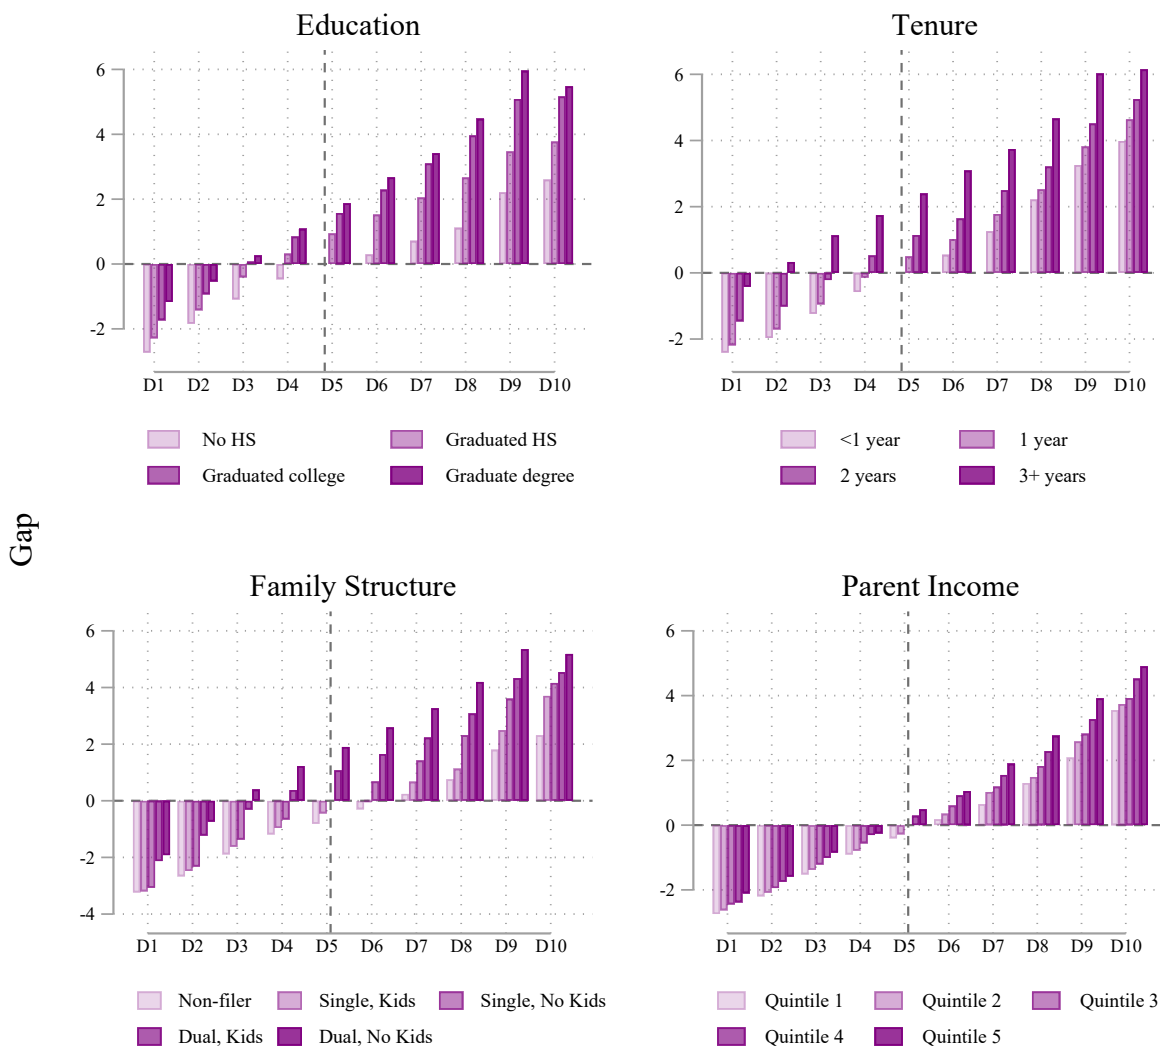 Education
6
4
2
0
-2
D1 D2 D3 D4 D5 D6 D7 D8 D9 D10
No HS Graduated HS
Graduated college Graduate degree
Tenure
6
4
2
0
-2
D1 D2 D3 D4 D5 D6 D7 D8 D9 D10
<1 year 1 year
2 years 3+ years
Gap
Family Structure
6
4
2
0
-2
-4
D1 D2 D3 D4 D5 D6 D7 D8 D9 D10
Non-filer Single, Kids Single, No Kids
Dual, Kids Dual, No Kids
Parent Income
6
4
2
0
-2
D1 D2 D3 D4 D5 D6 D7 D8 D9 D10
Quintile 1 Quintile 2 Quintile 3
Quintile 4 Quintile 5